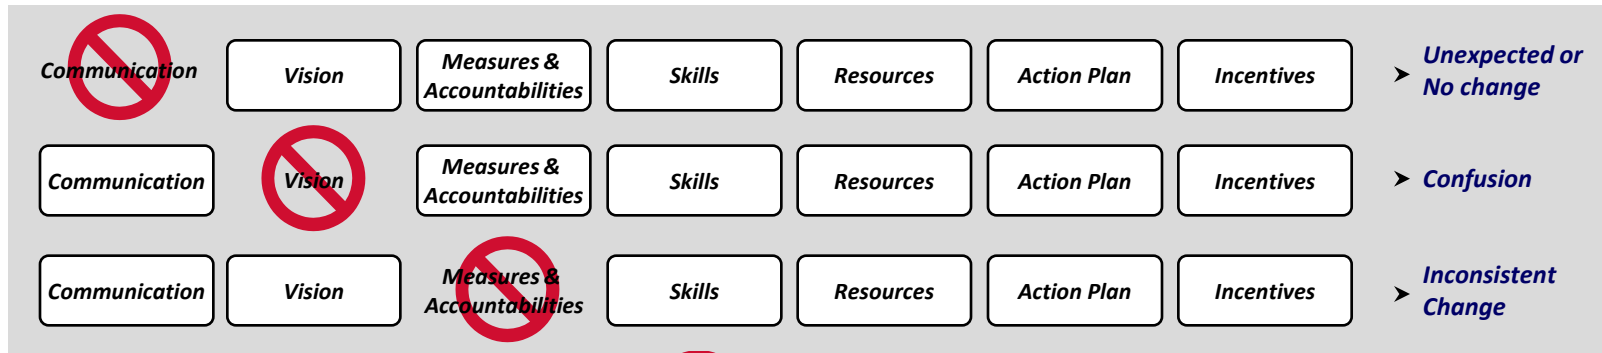 Communication
Vision
Measures &
Accountabilities
Skills
Resources
Action Plan
Incentives
Unexpected or
No change
Communication
Vision
Measures &
Accountabilities
Skills
Resources
Action Plan
Incentives
Confusion
Communication
Vision
Measures &
Accountabilities
Skills
Resources
Action Plan
Incentives
Inconsistent
Change